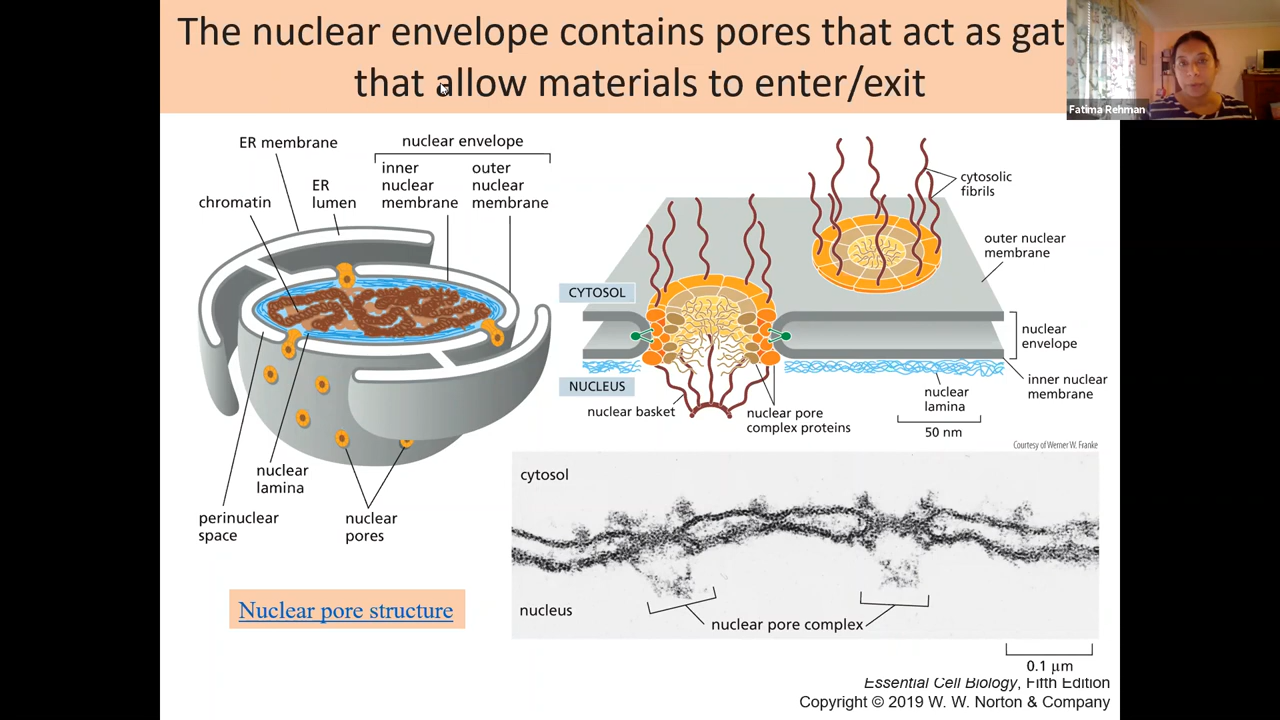 The nuclear envelope contains pores that act as gat
that allow materials to enter/exit
Fatima Rehman
ER membrane
nuclear envelope
ER
lumen
inner
nuclear
membrane
outer
nuclear
membrane
chromatin
nuclear
lamina
perinuclear
space
nuclear
pores
Nuclear pore structure
cytosolic
fibrils
outer nuclear
membrane
CYTOSOL
nuclear
envelope
NUCLEUS
inner nuclear
membrane
nuclear basket
nuclear pore
complex proteins
nuclear
lamina
50 nm
Courtesy of Werner W. Franke
cytosol
nucleus
nuclear pore complex
0.1 µm
Essential Cell Biology, Fifth Edition
Copyright © 2019 W. W. Norton & Company